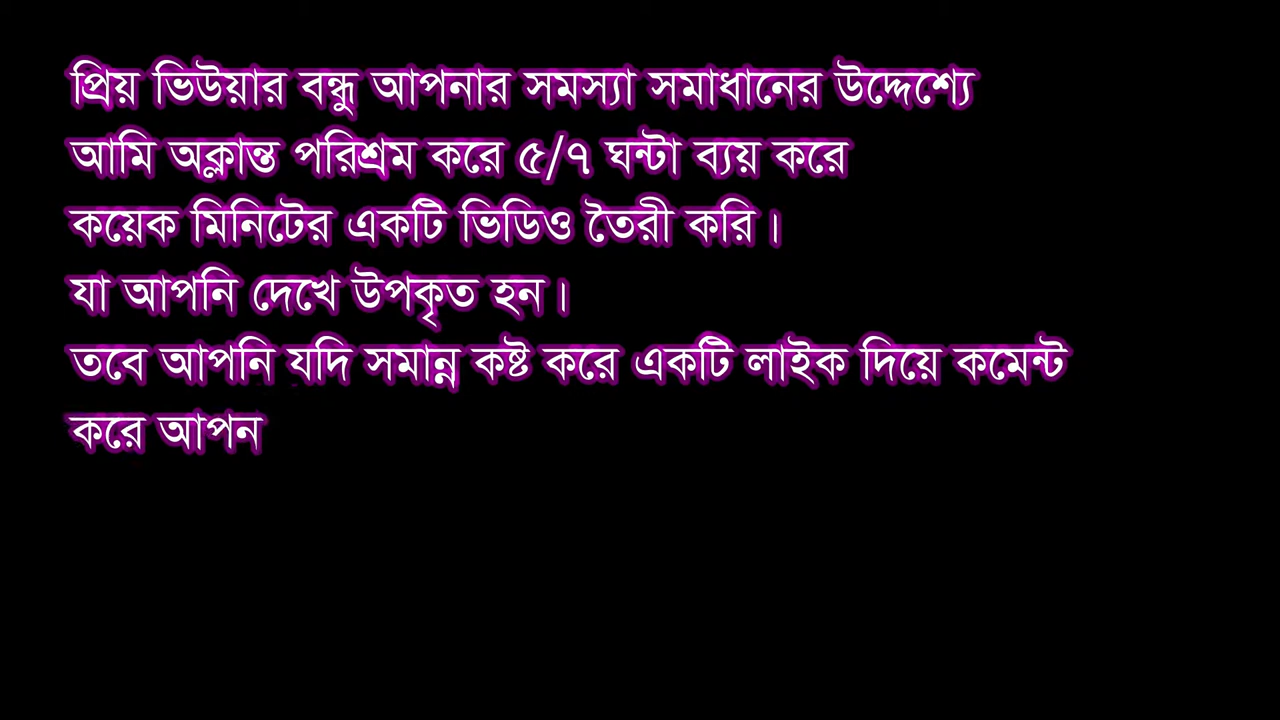 প্রিয় ভিউয়ার বন্ধু আপনার সমস্যা সমাধানের উদ্দেশ্যে
আমি অক্লান্ত পরিশ্রম করে ৫/৭ ঘন্টা ব্যয় করে
কয়েক মিনিটের একটি ভিডিও তৈরী করি।
যা আপনি দেখে উপকৃত হন।
তবে আপনি যদি সমান্ন কষ্ট করে একটি লাইক দিয়ে কমেন্ট
করে আপন